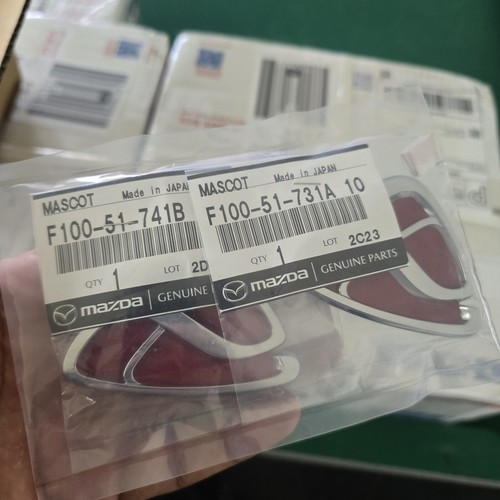 MASCOT Made in JAPAN
F100-51-741B
QTY 1 LOT 2D
mazda GENUINE
MASCOT Made in JAPAN
F100-51-731A 10
QTY 1 LOT 2C23
mazda GENUINE PARTS